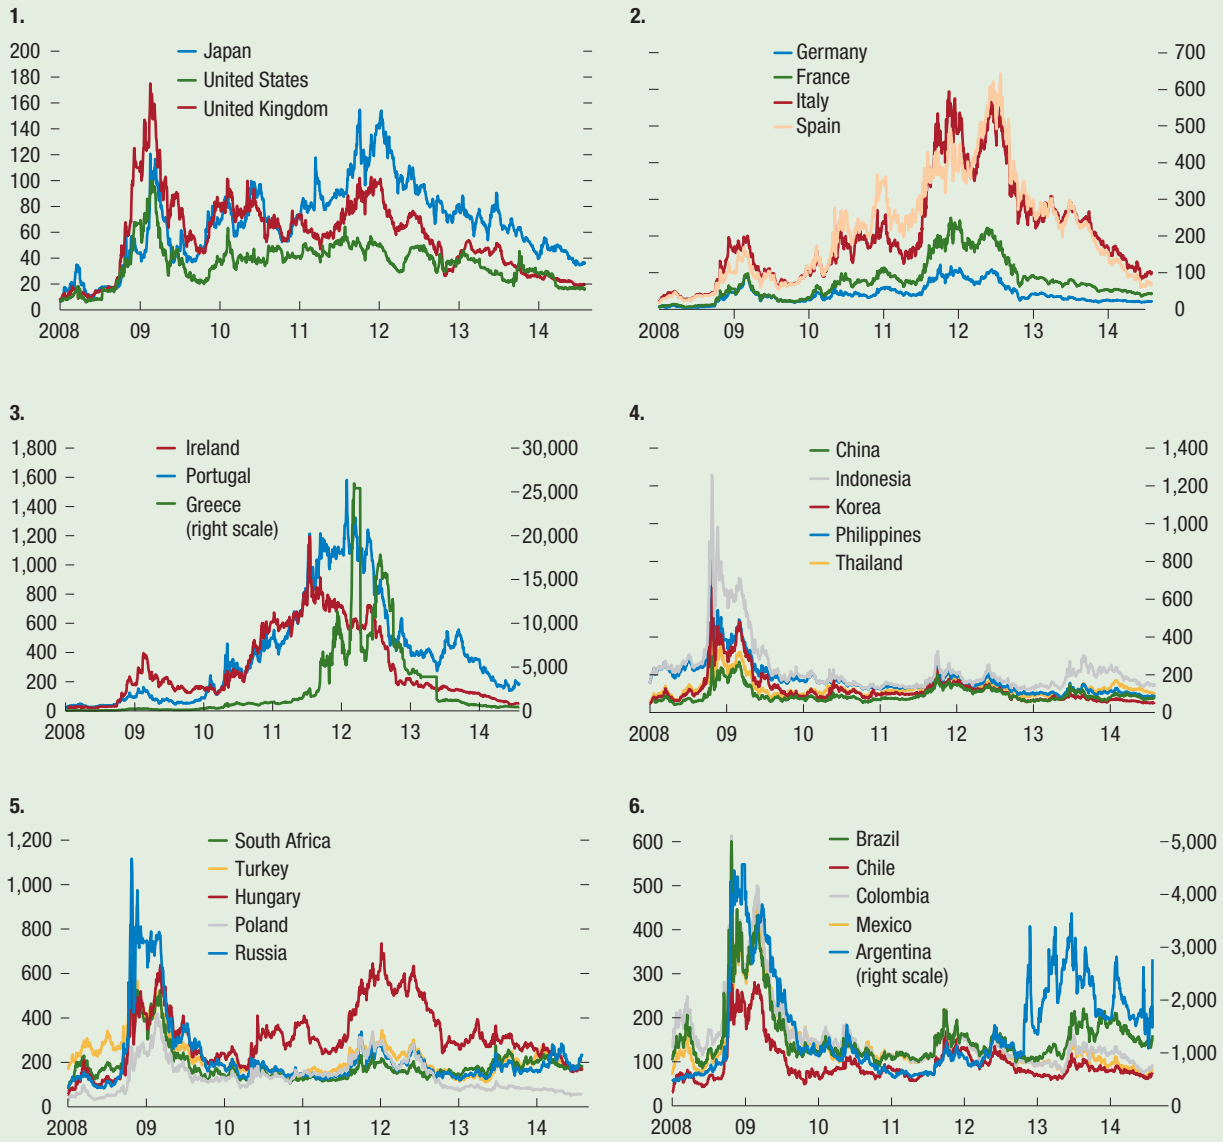 1.
200
180
160
140
120
100
80
60
40
20
0
Japan
United States
United Kingdom
2008 09 10 11 12 13 14
2.
Germany
France
Italy
Spain
700
600
500
400
300
200
100
0
2008 09 10 11 12 13 14
3.
1,800
1,600
1,400
1,200
1,000
800
600
400
200
0
Ireland
Portugal
Greece
(right scale)
30,000
25,000
20,000
15,000
10,000
5,000
0
2008 09 10 11 12 13 14
4.
China
Indonesia
Korea
Philippines
Thailand
1,400
1,200
1,000
800
600
400
200
0
2008 09 10 11 12 13 14
5.
1,200
1,000
800
600
400
200
0
South Africa
Turkey
Hungary
Poland
Russia
2008 09 10 11 12 13 14
6.
600
500
400
300
200
100
0
Brazil
Chile
Colombia
Mexico
Argentina
(right scale)
5,000
4,000
3,000
2,000
1,000
0
2008 09 10 11 12 13 14